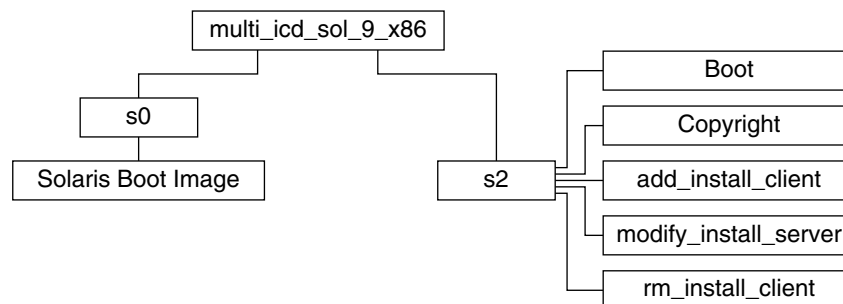 multi_icd_sol_9_x86
s0
Solaris Boot Image
s2
Boot
Copyright
add_install_client
modify_install_server
rm_install_client